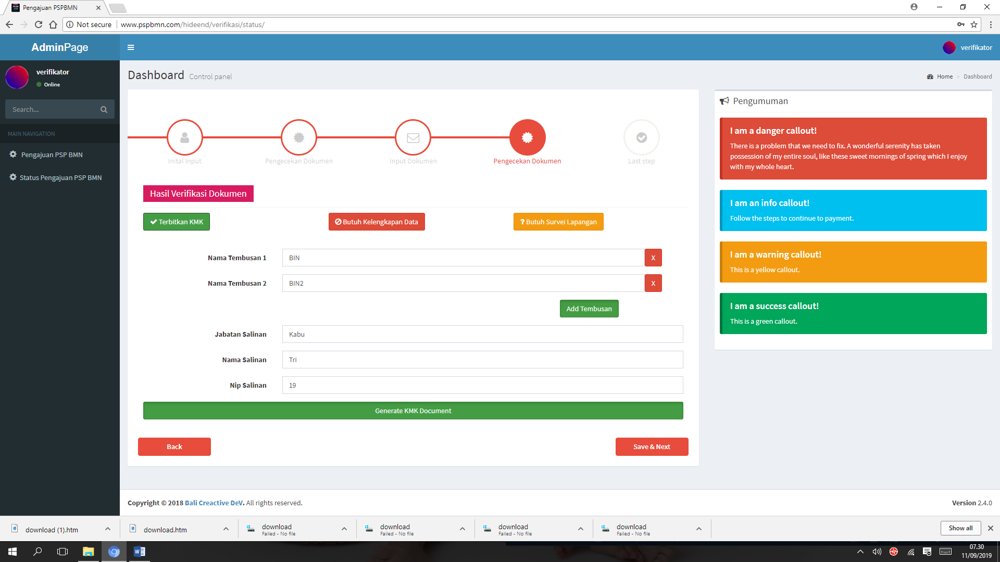 Pengajuan PSPBMN
Not secure
www.pspbmn.com/hideend/verifikasi/status/
AdminPage
verifikator
verifikator
Online
Search...
MAIN NAVIGATION
Pengajuan PSP BMN
Status Pengajuan PSP BMN
Dashboard Control panel
Home > Dashboard
Inital Input
Pengecekan Dokumen
Input Dokumen
Pengecekan Dokumen
Last step
Hasil Verifikasi Dokumen
Terbitkan KMK
Butuh Kelengkapan Data
? Butuh Survei Lapangan
Nama Tembusan 1
BIN
X
Nama Tembusan 2
BIN2
X
Add Tembusan
Jabatan Salinan
Kabu
Nama Salinan
Tri
Nip Salinan
19
Generate KMK Document
Back
Save & Next
Pengumuman
I am a danger callout!
There is a problem that we need to fix. A wonderful serenity has taken
possession of my entire soul, like these sweet mornings of spring which I enjoy
with my whole heart.
I am an info callout!
Follow the steps to continue to payment.
I am a warning callout!
This is a yellow callout.
I am a success callout!
This is a green callout.
Copyright © 2018 Bali Creactive DeV. All rights reserved.
Version 2.4.0
download (1).htm
download.htm
download
Failed - No file
download
Failed - No file
download
Failed - No file
download
Failed - No file
Show all
07.30
11/09/2019